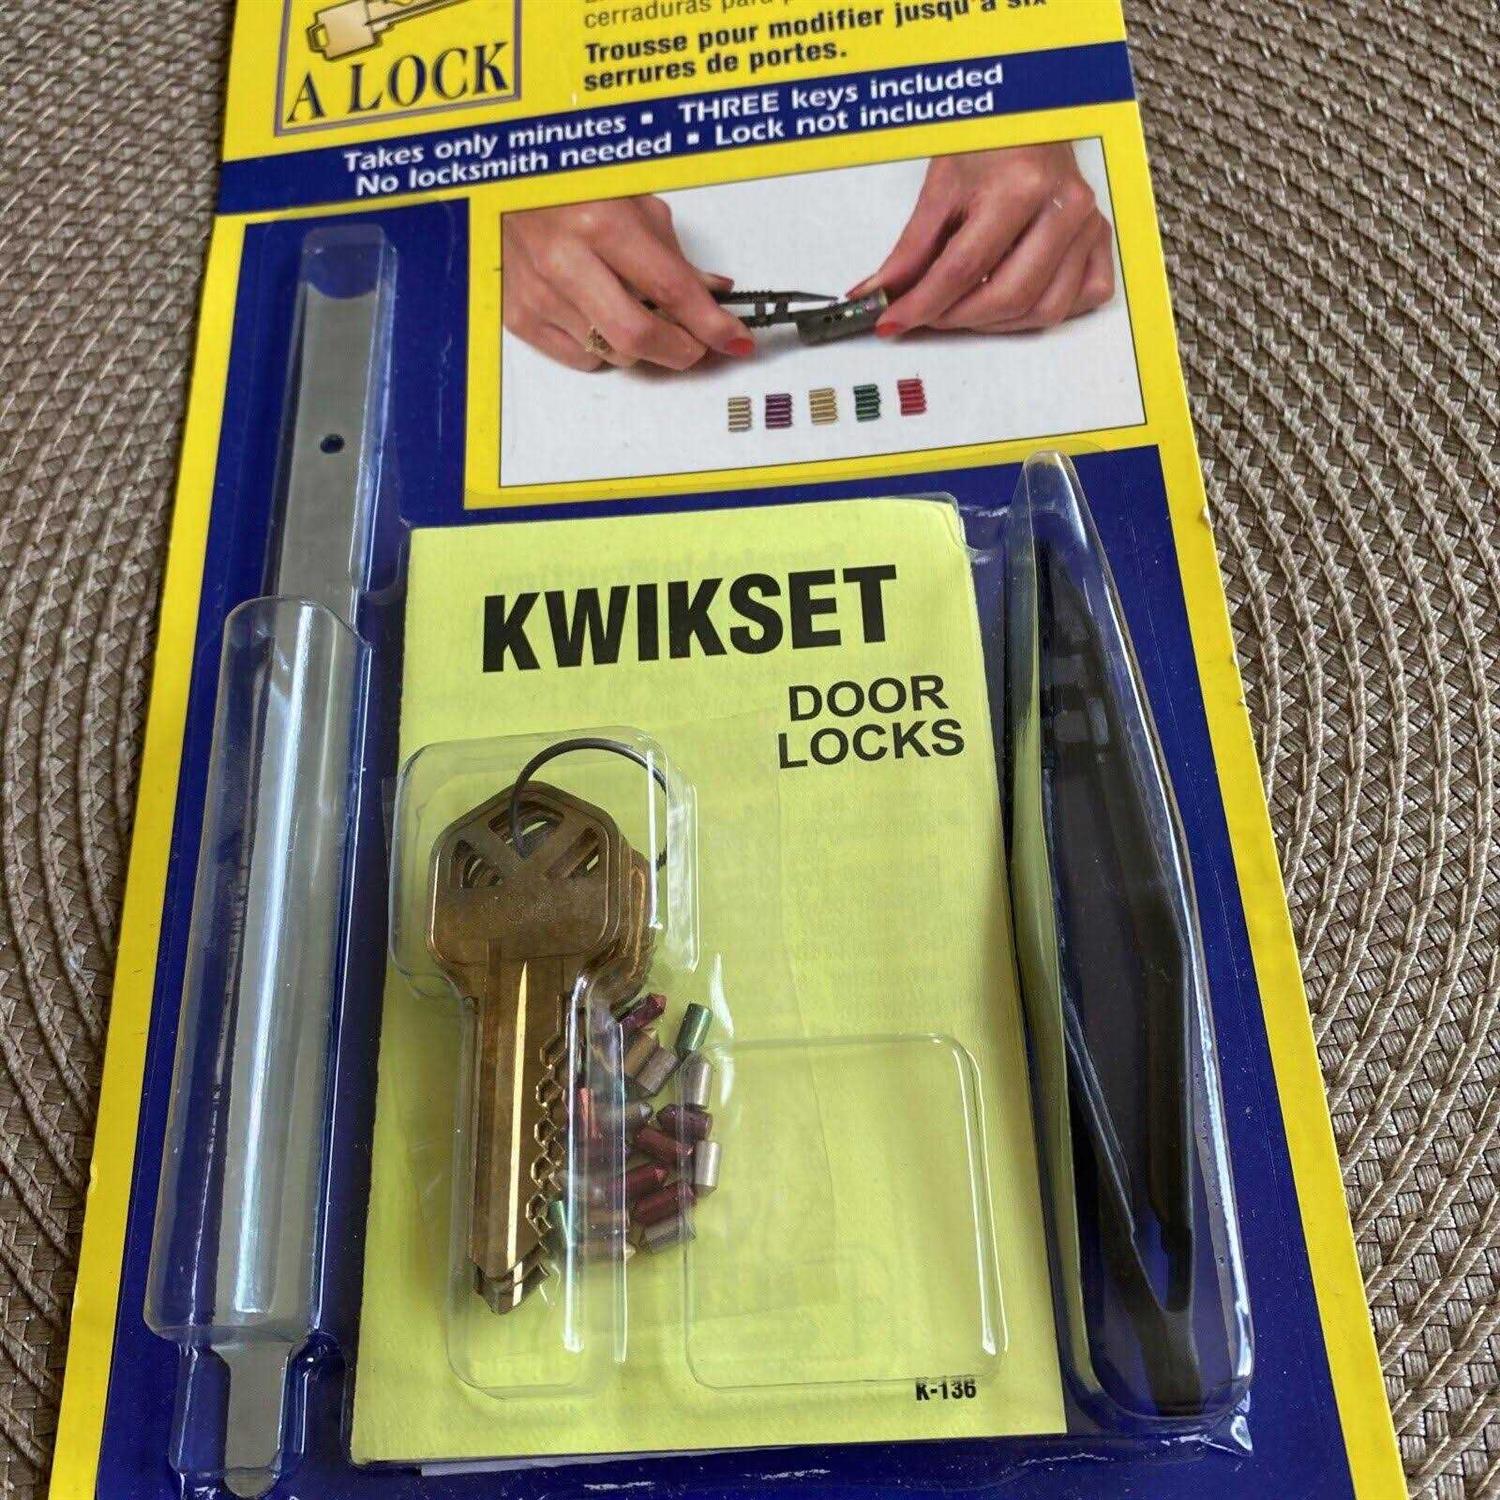 A LOCK
cerraduras para
Trousse pour modifier jusqu'à six
serrures de portes.
Takes only minutes ▪ THREE keys included
No locksmith needed ▪ Lock not included
KWIKSET
DOOR
LOCKS
K-136